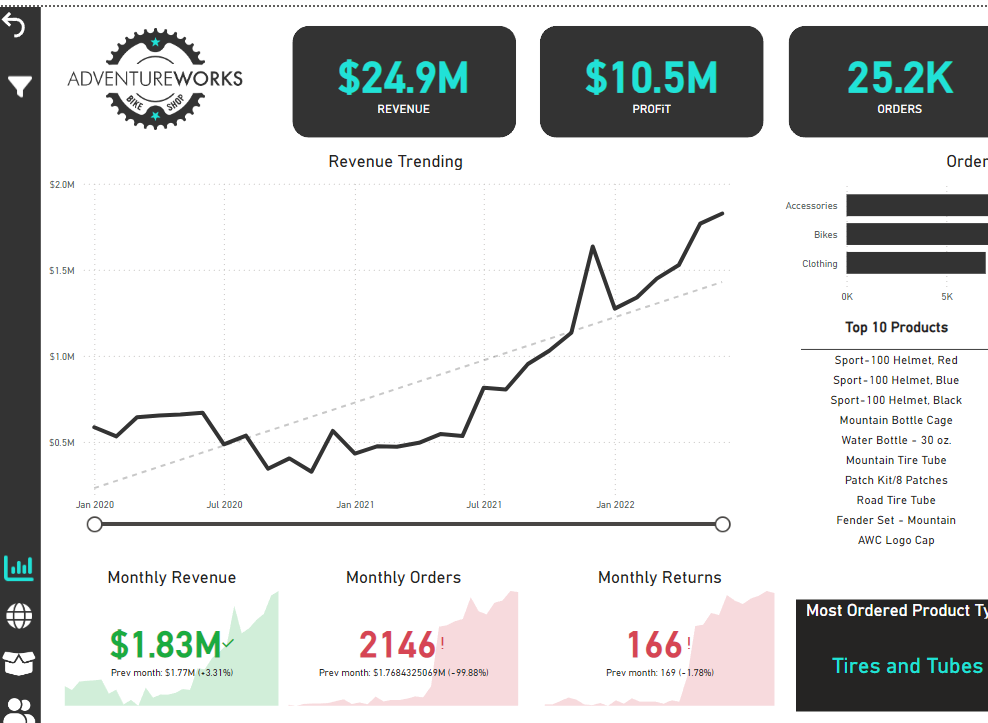 ADVENTUREWORKS
BIKE SHOP
$24.9M
REVENUE
$10.5M
PROFIT
25.2K
ORDERS
Revenue Trending
$2.0M
$1.5M
$1.0M
$0.5M
Jan 2020
Jul 2020
Jan 2021
Jul 2021
Jan 2022
Order
Accessories
Bikes
Clothing
0K
5K
Top 10 Products
Sport-100 Helmet, Red
Sport-100 Helmet, Blue
Sport-100 Helmet, Black
Mountain Bottle Cage
Water Bottle - 30 oz.
Mountain Tire Tube
Patch Kit/8 Patches
Road Tire Tube
Fender Set - Mountain
AWC Logo Cap
Monthly Revenue
$1.83M
Prev month: $1.77M (+3.31%)
Monthly Orders
2146!
Prev month: $1.7684325069M (-99.88%)
Monthly Returns
166!
Prev month: 169 (-1.78%)
Most Ordered Product Ty
Tires and Tubes